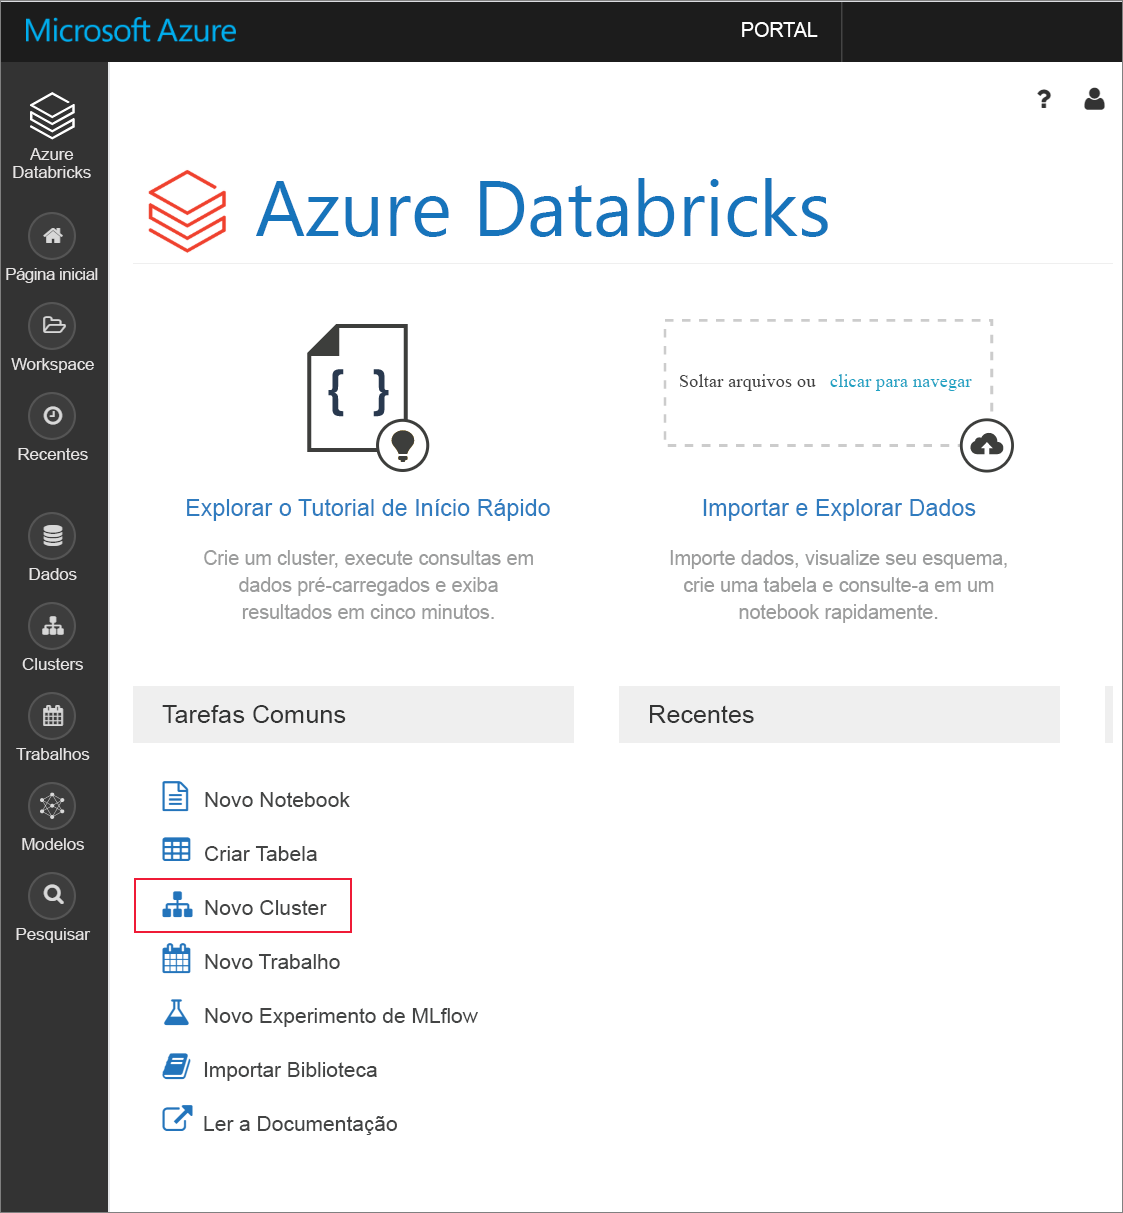 Microsoft Azure
PORTAL
?
Azure
Databricks
Página inicial
Workspace
Recentes
Dados
Clusters
Trabalhos
Modelos
Pesquisar
Azure Databricks
{ }
Explorar o Tutorial de Início Rápido
Crie um cluster, execute consultas em
dados pré-carregados e exiba
resultados em cinco minutos.
Soltar arquivos ou clicar para navegar
Importar e Explorar Dados
Importe dados, visualize seu esquema,
crie uma tabela e consulte-a em um
notebook rapidamente.
Tarefas Comuns
Novo Notebook
Criar Tabela
Novo Cluster
Novo Trabalho
Novo Experimento de MLflow
Importar Biblioteca
Ler a Documentação
Recentes